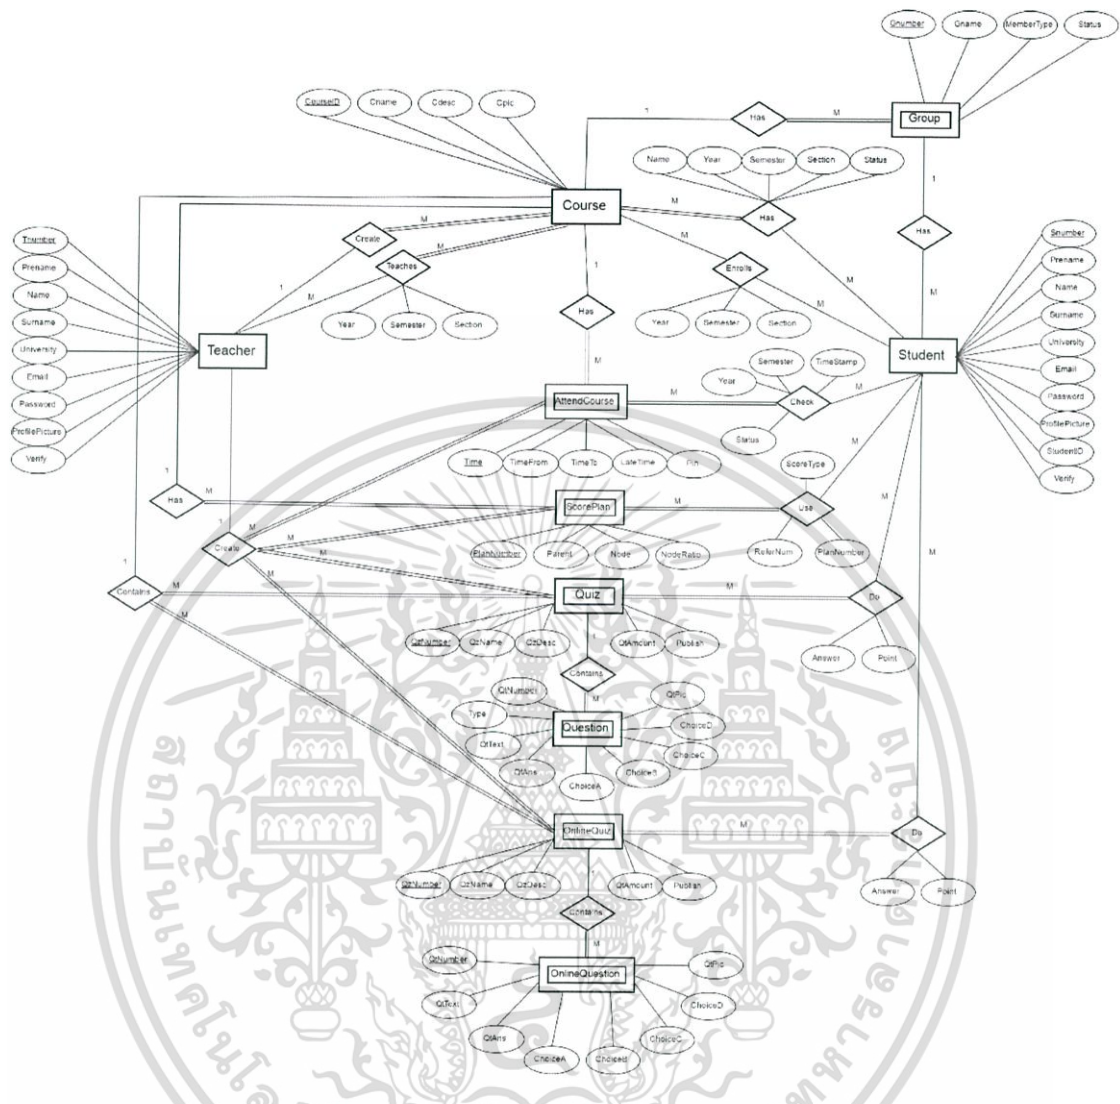 Gnumber
Gname
MemberType
Status
CourseID
Cname
Cdesc
Cpic
1
Has
M
Group
Name
Year
Semester
Section
Status
Course
M
Has
1
Has
M
M
Create
M
Teaches
M
1
M
Year
Semester
Section
M
Enrolls
M
Year
Semester
Section
1
Has
M
Tnumber
Prename
Name
Surname
University
Email
Password
ProfilePicture
Verify
Teacher
Snumber
Prename
Name
Surname
University
Email
Password
ProfilePicture
StudentID
Verify
Student
AttendCourse
M
Year
Semester
TimeStamp
Check
Status
M
Time
TimeFrom
TimeTo
LateTime
Pin
1
Has
M
ScorePlan
M
ScoreType
Use
M
ReferNum
PlanNumber
PlanNumber
Parent
Node
NodeRatio
1
Create
M
M
M
M
1
Contains
M
M
Quiz
M
Do
M
Answer
Point
QzNumber
QzName
QzDesc
QtAmount
Publish
1
Contains
M
Question
QtNumber
Type
QtText
QtAns
ChoiceA
ChoiceB
ChoiceC
ChoiceD
QtPic
OnlineQuiz
M
Do
M
Answer
Point
QzNumber
QzName
QzDesc
QtAmount
Publish
1
Contains
M
OnlineQuestion
QtNumber
QtText
QtAns
ChoiceA
ChoiceB
ChoiceC
ChoiceD
QtPic